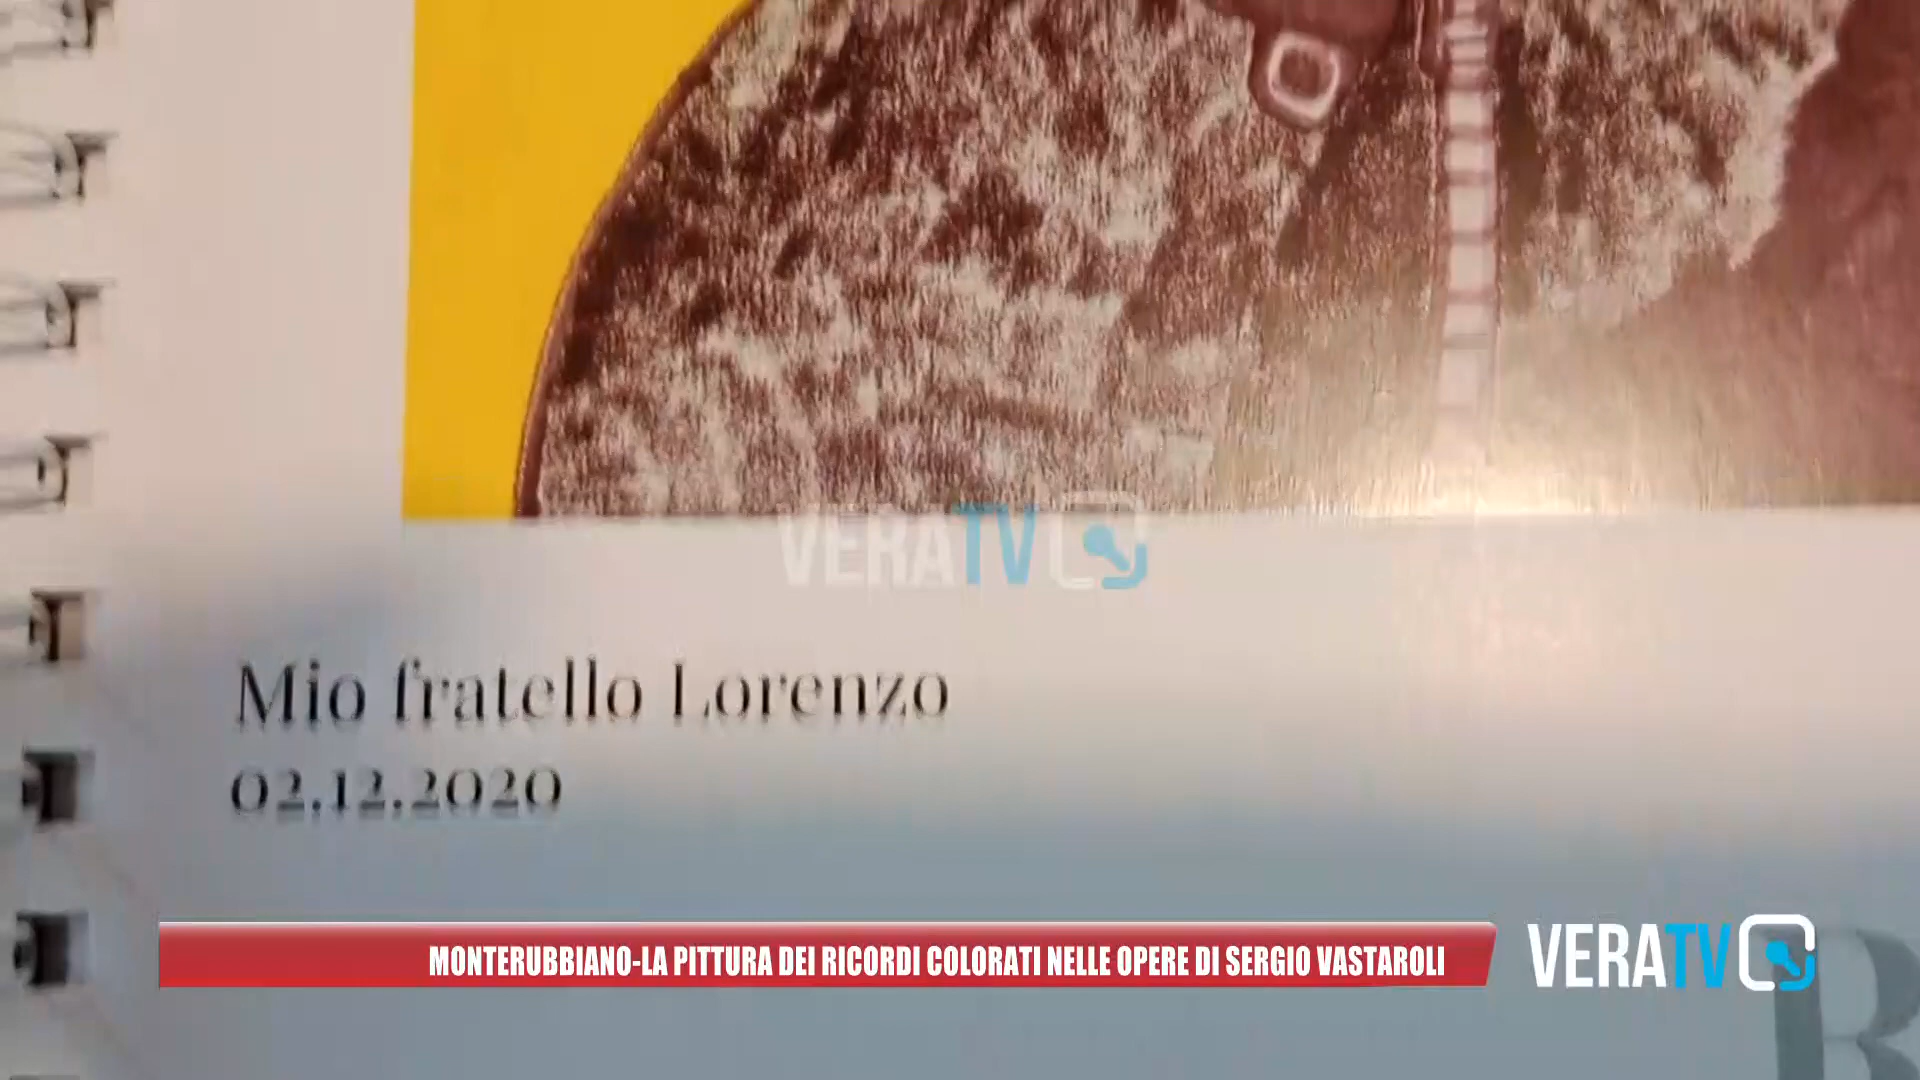 VERATV
Mio fratello Lorenzo
02.12.2020
MONTERUBBIANO-LA PITTURA DEI RICORDI COLORATI NELLE OPERE DI SERGIO VASTAROLI
VERATV
B